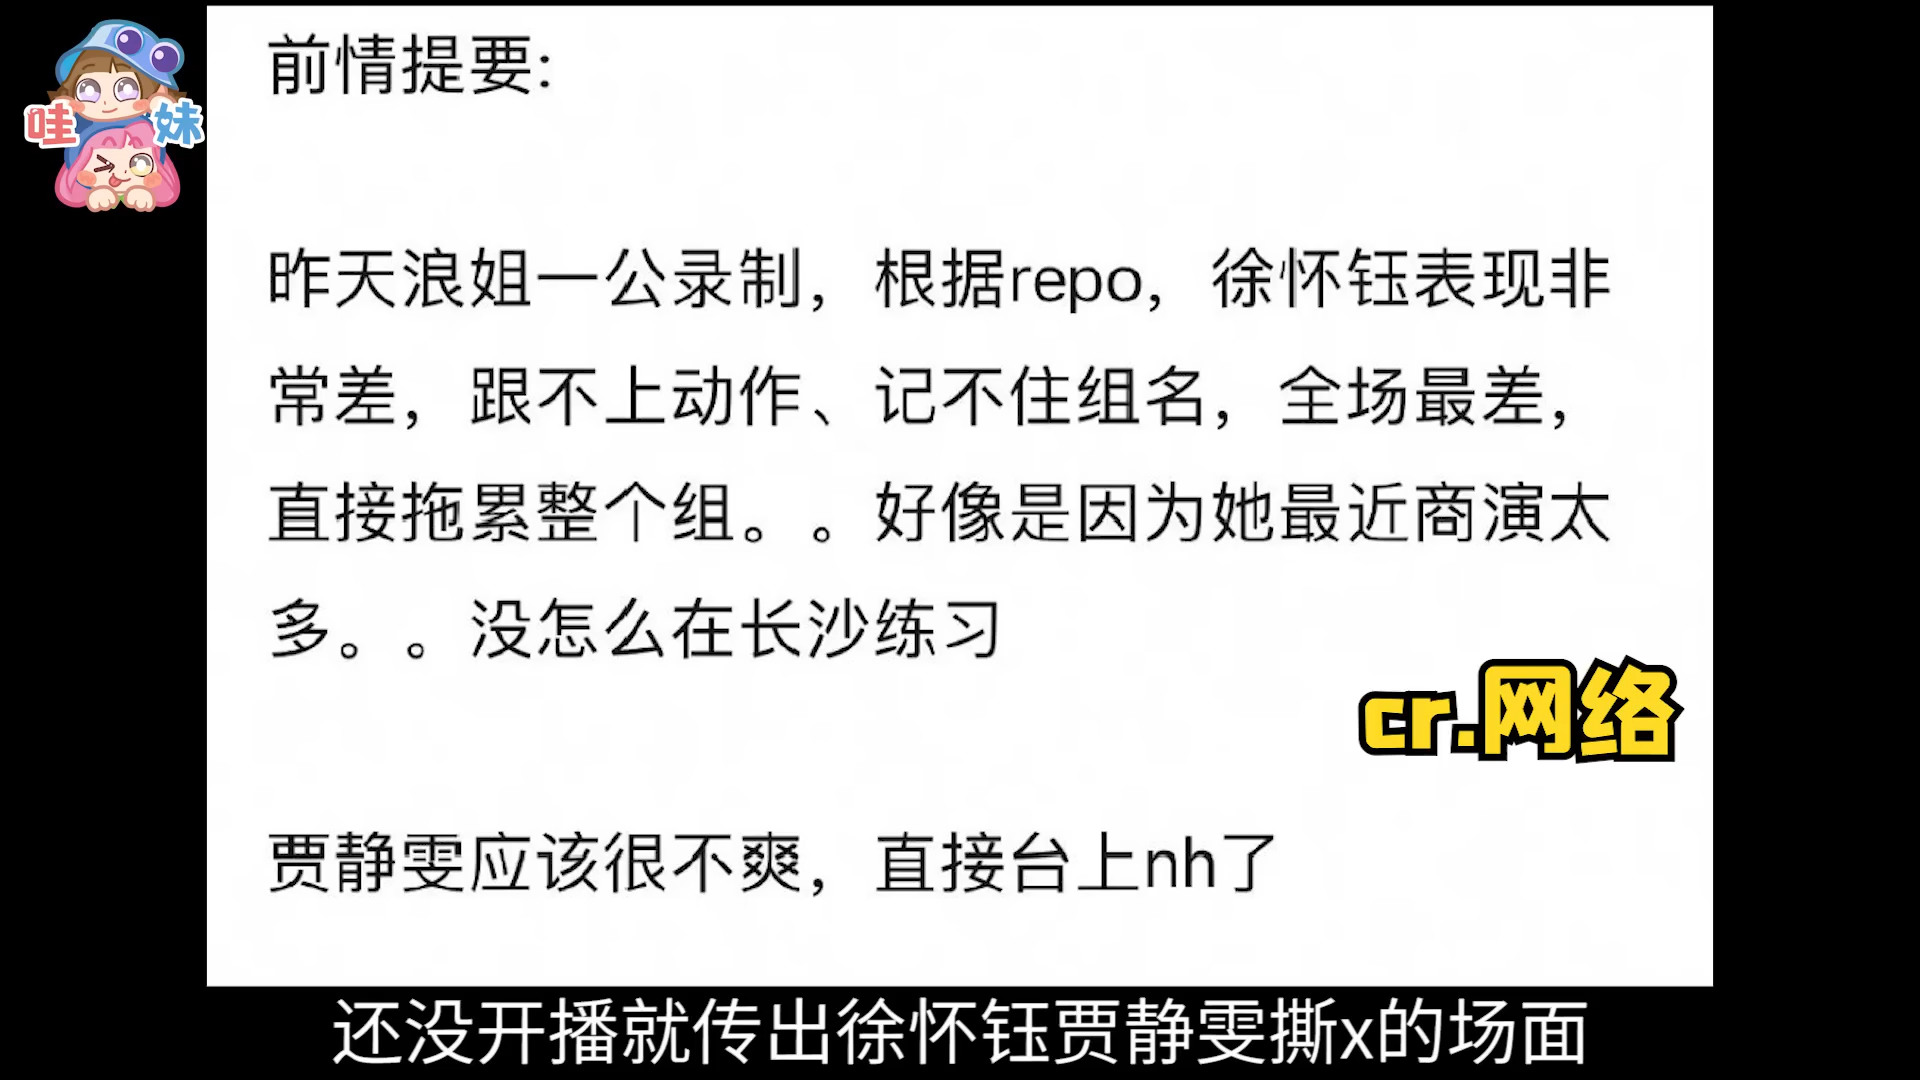 哇妹
前情提要:
昨天浪姐一公录制，根据repo，徐怀钰表现非
常差，跟不上动作、记不住组名，全场最差，
直接拖累整个组。。好像是因为她最近商演太
多。。没怎么在长沙练习
cr.网络
贾静雯应该很不爽，直接台上nh了
还没开播就传出徐怀钰贾静雯撕x的场面